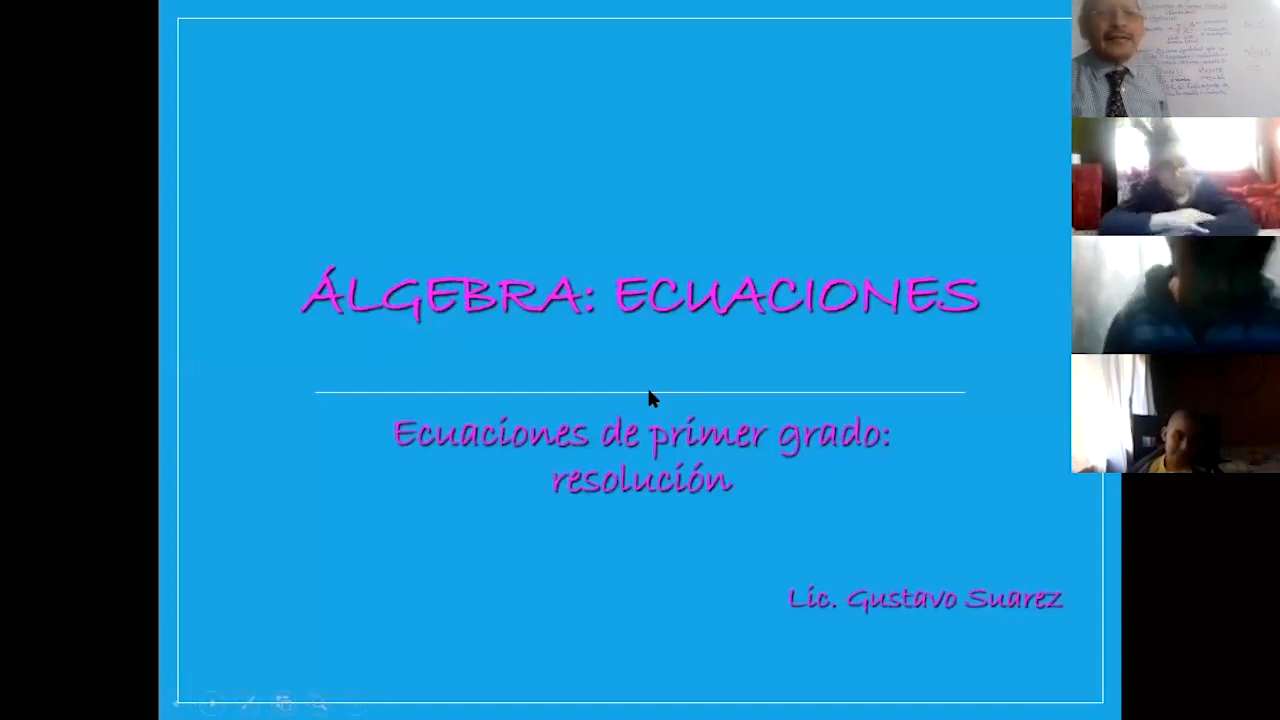 ÁLGEBRA: ECUACIONES
Ecuaciones de primer grado:
resolución
Lic. Gustavo Suarez